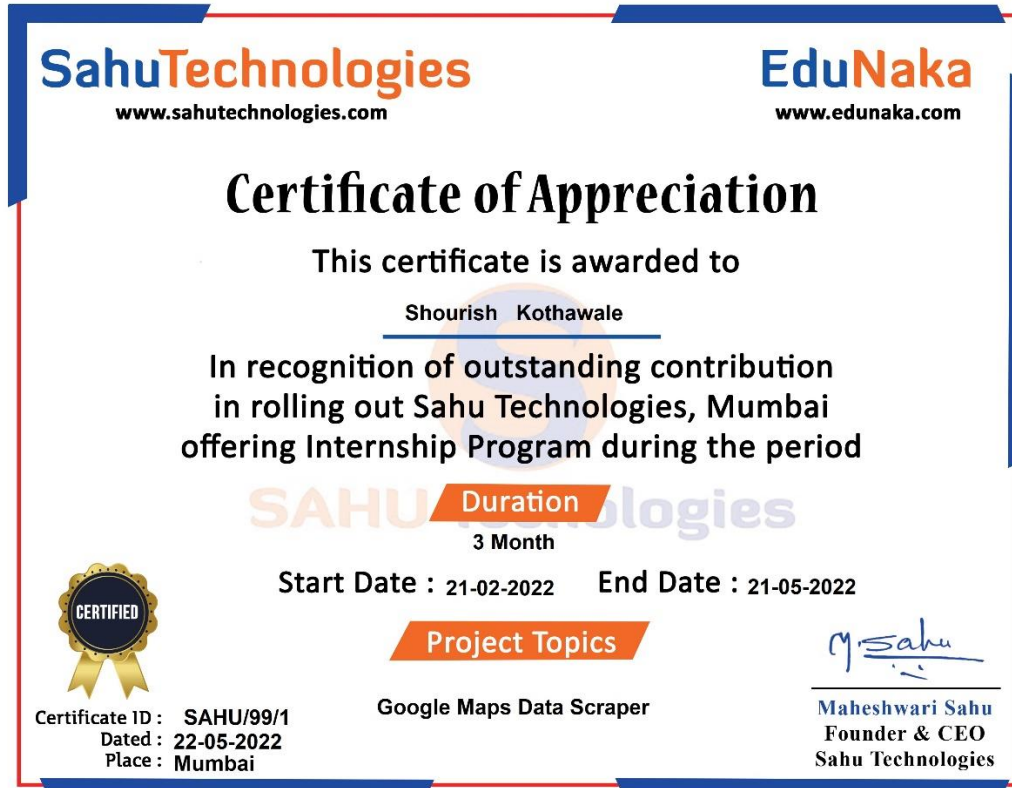 SahuTechnologies
www.sahutechnologies.com
EduNaka
www.edunaka.com
Certificate of Appreciation
This certificate is awarded to
Shourish Kothawale
In recognition of outstanding contribution
in rolling out Sahu Technologies, Mumbai
offering Internship Program during the period
SAHU Technologies
Duration
3 Month
Start Date : 21-02-2022 End Date : 21-05-2022
Project Topics
Google Maps Data Scraper
CERTIFIED
Certificate ID : SAHU/99/1
Dated : 22-05-2022
Place : Mumbai
M.Sahu
Maheshwari Sahu
Founder & CEO
Sahu Technologies